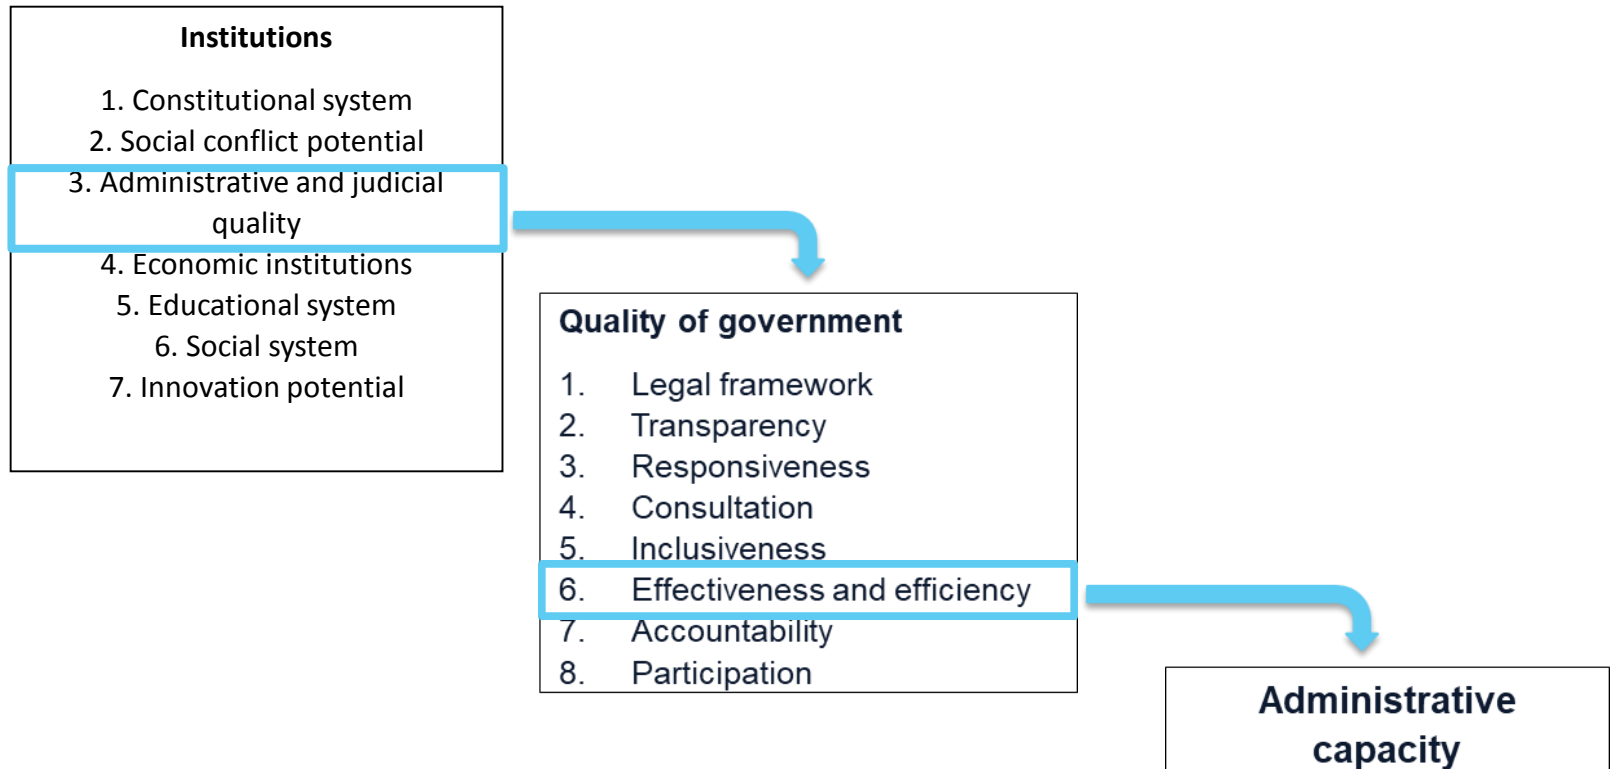 Institutions
1. Constitutional system
2. Social conflict potential
3. Administrative and judicial
quality
4. Economic institutions
5. Educational system
6. Social system
7. Innovation potential
Quality of government
1. Legal framework
2. Transparency
3. Responsiveness
4. Consultation
5. Inclusiveness
6. Effectiveness and efficiency
7. Accountability
8. Participation
Administrative
capacity